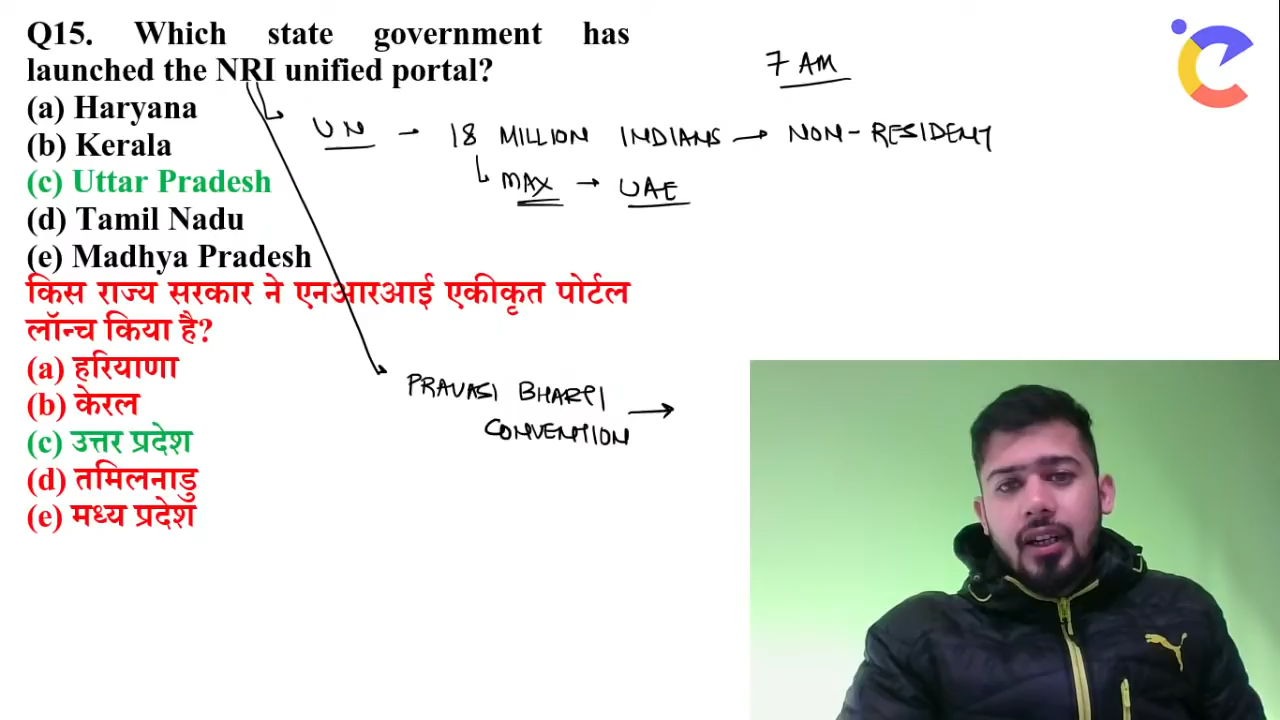 Q15. Which state government has
launched the NRI unified portal?
(a) Haryana
(b) Kerala
(c) Uttar Pradesh
(d) Tamil Nadu
(e) Madhya Pradesh
किस राज्य सरकार ने एनआरआई एकीकृत पोर्टल
लॉन्च किया है?
(a) हरियाणा
(b) केरल
(c) उत्तर प्रदेश
(d) तमिलनाडु
(e) मध्य प्रदेश
7 AM
UN → 18 MILLION INDIANS → NON-RESIDENT
MAX → UAE
PRAVASI BHARTI →
CONVENTION